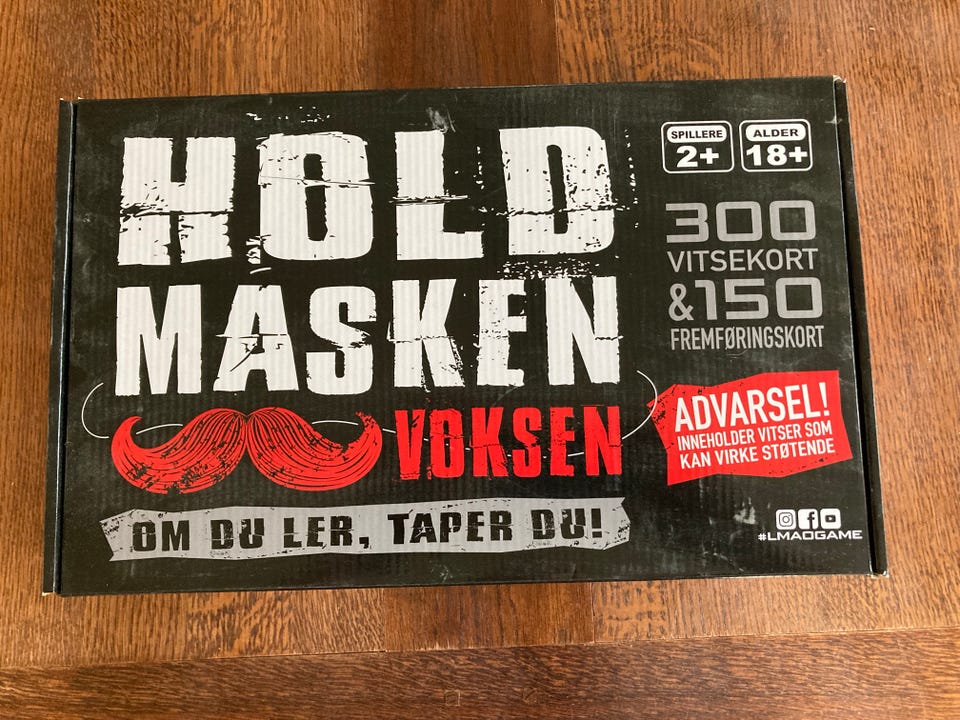 HOLD
MASKEN
VOKSEN
OM DU LER, TAPER DU!
SPILLERE
2+
ALDER
18+
300
VITSEKORT
&150
FREMFØRINGSKORT
ADVARSEL!
INNEHOLDER VITSER SOM
KAN VIRKE STØTENDE
#LMAOGAME